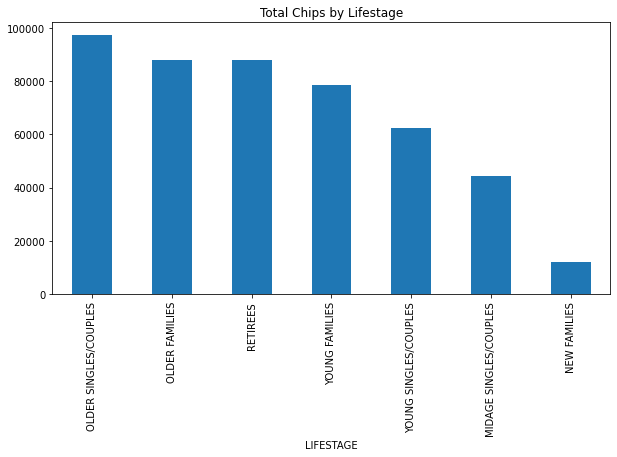 Total Chips by Lifestage
100000
80000
60000
40000
20000
0
OLDER SINGLES/COUPLES
OLDER FAMILIES
RETIREES
YOUNG FAMILIES
YOUNG SINGLES/COUPLES
MIDAGE SINGLES/COUPLES
NEW FAMILIES
LIFESTAGE